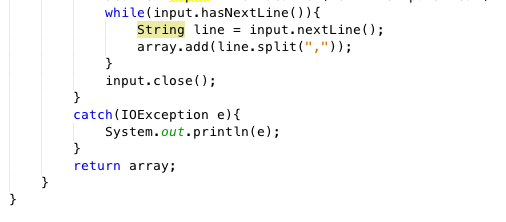 while(input.hasNextLine()){
String line = input.nextLine();
array.add(line.split(","));
}
input.close();
}
catch(IOException e){
System.out.println(e);
}
return array;
}
}